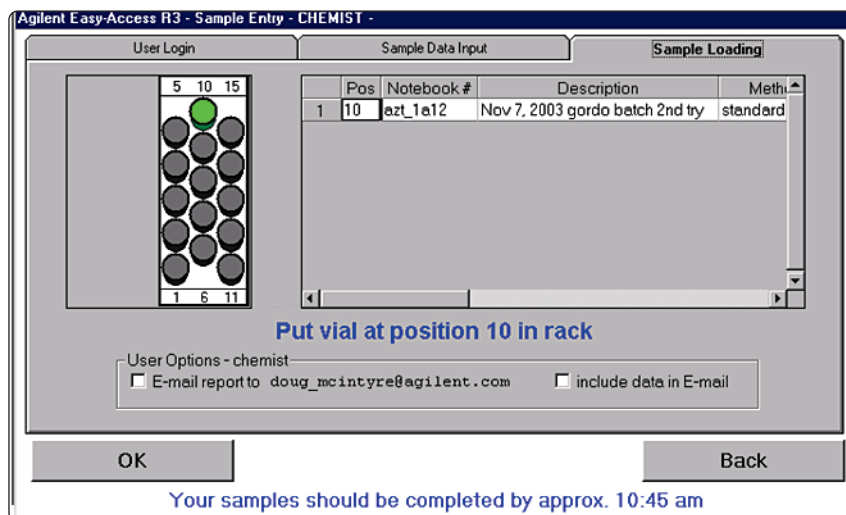 Agilent Easy-Access R3 - Sample Entry - CHEMIST -
User Login
Sample Data Input
Sample Loading
5 10 15
1 6 11
Pos Notebook # Description
1 10 azt_1a12 Nov 7, 2003 gordo batch 2nd try standard
Put vial at position 10 in rack
User Options - chemist
E-mail report to doug_mcintyre@agilent.com
include data in E-mail
OK
Back
Your samples should be completed by approx. 10:45 am